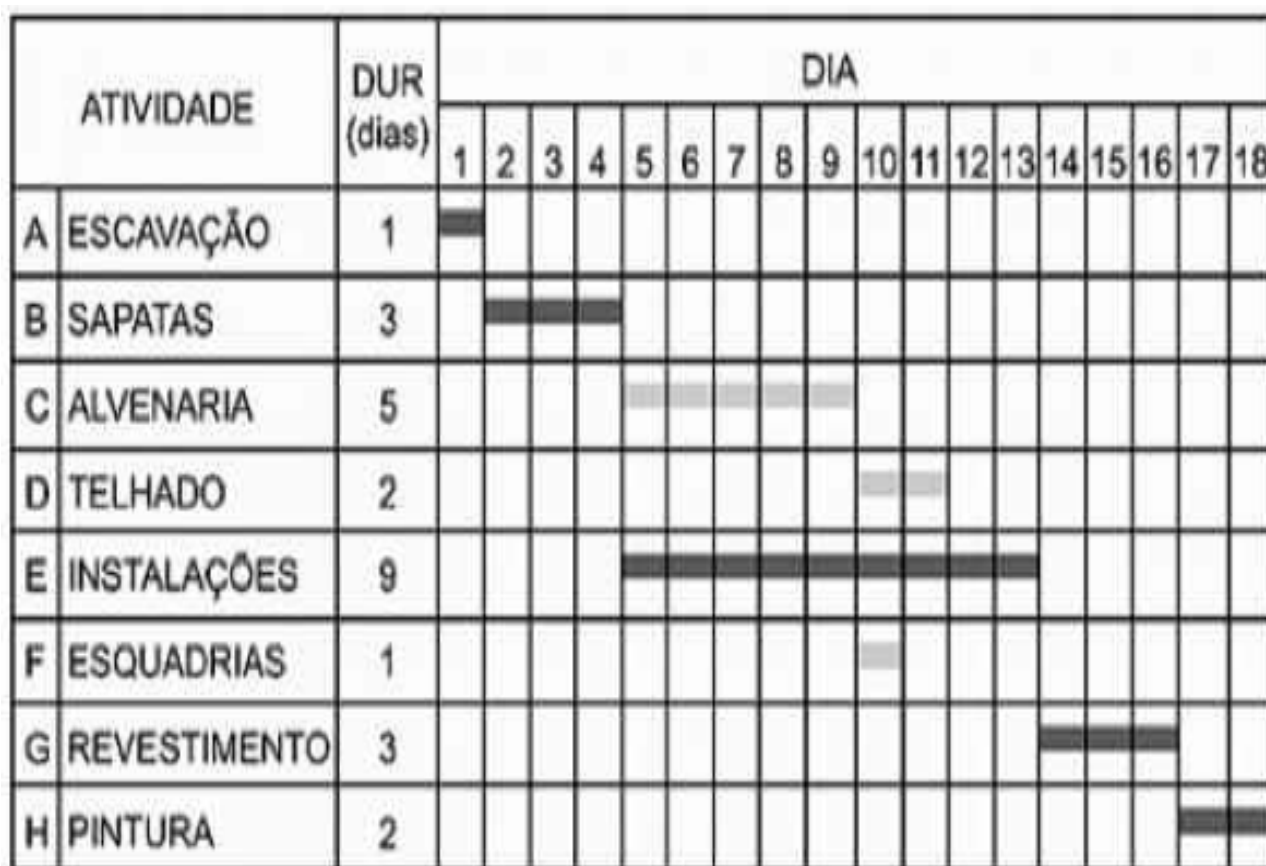 ATIVIDADE DUR (dias) DIA
1 2 3 4 5 6 7 8 9 10 11 12 13 14 15 16 17 18
A ESCAVAÇÃO 1
B SAPATAS 3
C ALVENARIA 5
D TELHADO 2
E INSTALAÇÕES 9
F ESQUADRIAS 1
G REVESTIMENTO 3
H PINTURA 2